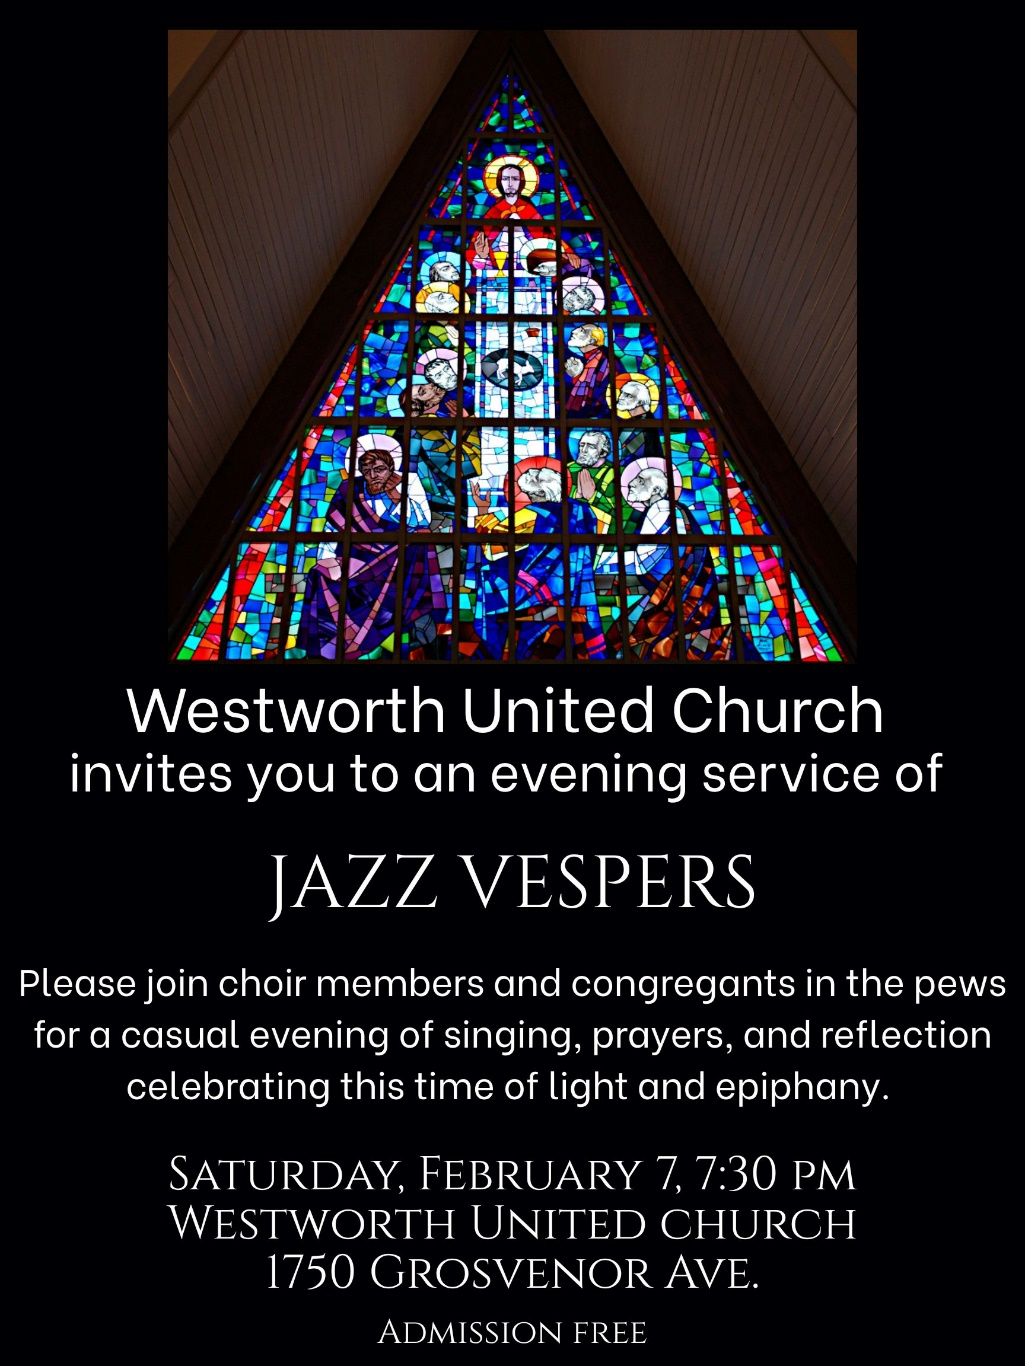 Westworth United Church
invites you to an evening service of
JAZZ VESPERS
Please join choir members and congregants in the pews
for a casual evening of singing, prayers, and reflection
celebrating this time of light and epiphany.
Saturday, February 7, 7:30 pm
Westworth United church
1750 Grosvenor Ave.
Admission free